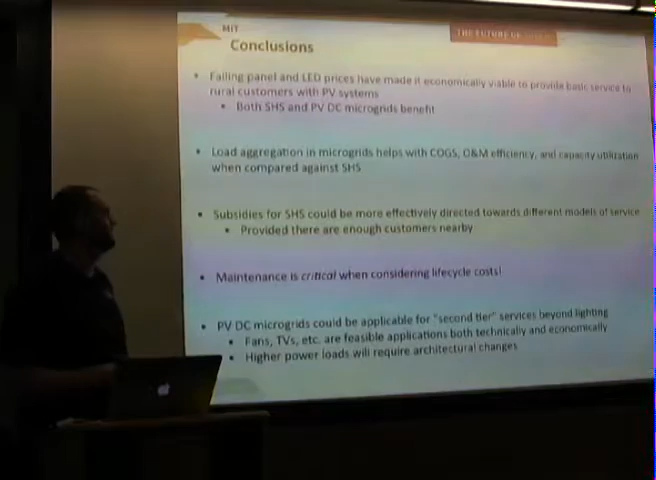 MIT
THE FUTURE OF
Conclusions
• Falling panel and LED prices have made it economically viable to provide basic service to
rural customers with PV systems
• Both SHS and PV DC microgrids benefit
• Load aggregation in microgrids helps with COGS, O&M efficiency, and capacity utilization
when compared against SHS
• Subsidies for SHS could be more effectively directed towards different models of service
• Provided there are enough customers nearby
• Maintenance is critical when considering lifecycle costs!
• PV DC microgrids could be applicable for "second tier" services beyond lighting
• Fans, TVs, etc. are feasible applications both technically and economically
• Higher power loads will require architectural changes